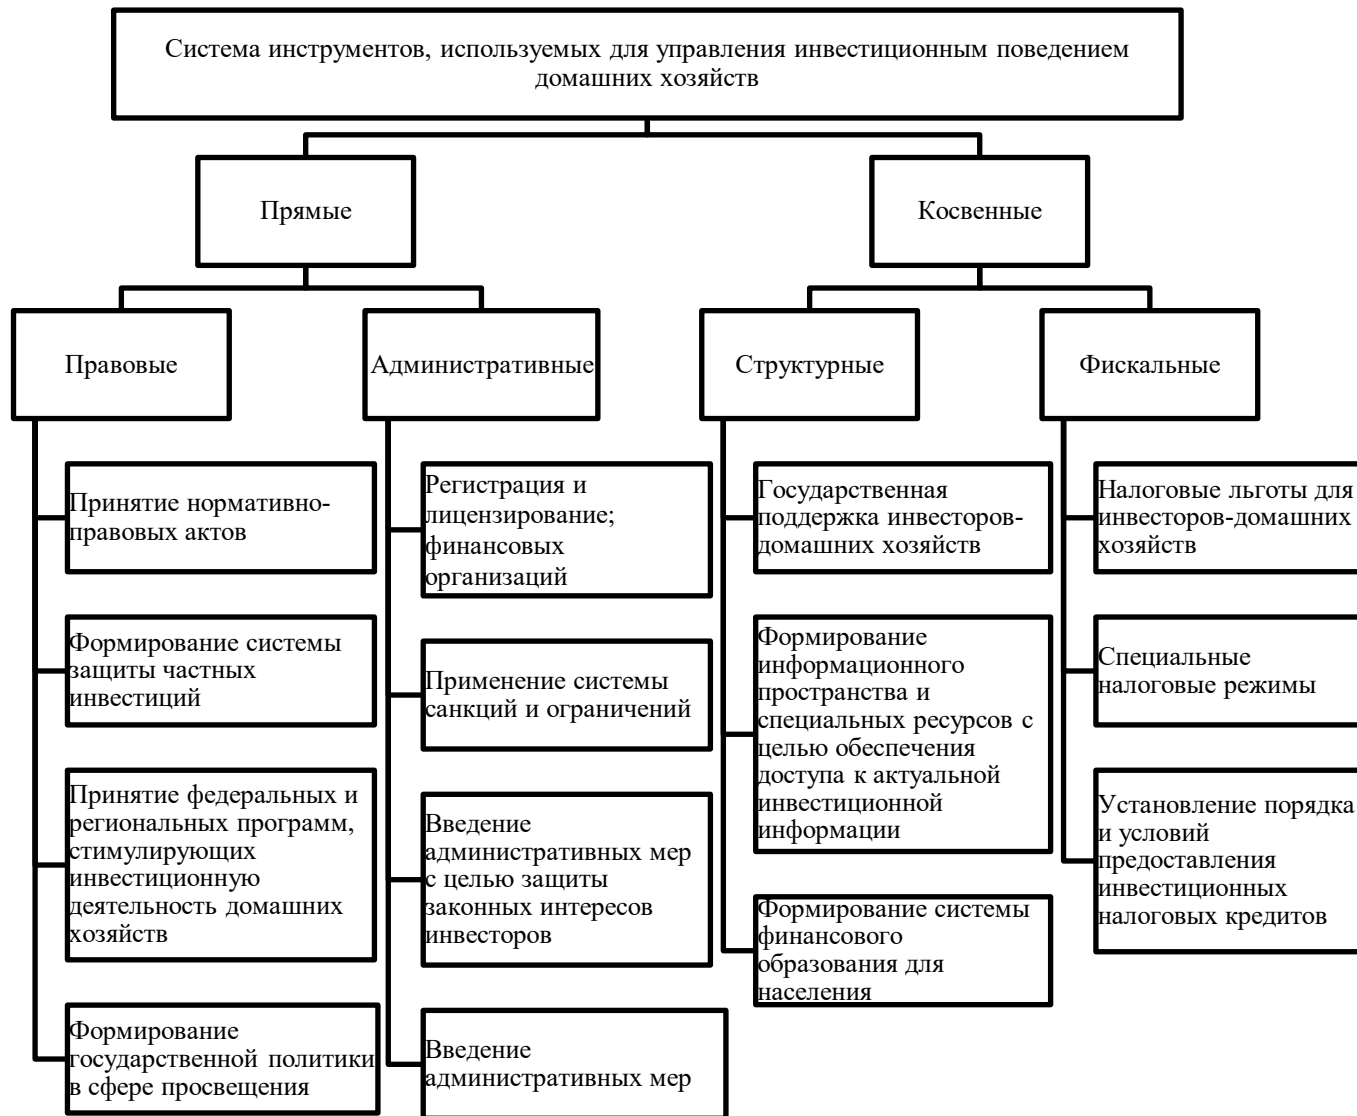 Система инструментов, используемых для управления инвестиционным поведением
домашних хозяйств
Прямые
Косвенные
Правовые
Административные
Структурные
Фискальные
Принятие нормативно-
правовых актов
Формирование системы
защиты частных
инвестиций
Принятие федеральных и
региональных программ,
стимулирующих
инвестиционную
деятельность домашних
хозяйств
Формирование
государственной политики
в сфере просвещения
Регистрация и
лицензирование;
финансовых
организаций
Применение системы
санкций и ограничений
Введение
административных мер
с целью защиты
законных интересов
инвесторов
Введение
административных мер
Государственная
поддержка инвесторов-
домашних хозяйств
Формирование
информационного
пространства и
специальных ресурсов с
целью обеспечения
доступа к актуальной
инвестиционной
информации
Формирование системы
финансового
образования для
населения
Налоговые льготы для
инвесторов-домашних
хозяйств
Специальные
налоговые режимы
Установление порядка
и условий
предоставления
инвестиционных
налоговых кредитов